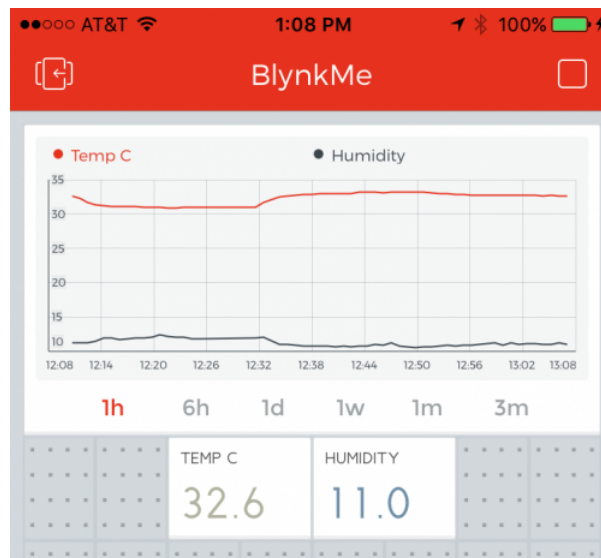 AT&T 1:08 PM 100%
BlynkMe
Temp C Humidity
35
30
25
20
15
10
12:08 12:14 12:20 12:26 12:32 12:38 12:44 12:50 12:56 13:02 13:08
1h 6h 1d 1w 1m 3m
TEMP C HUMIDITY
32.6 11.0